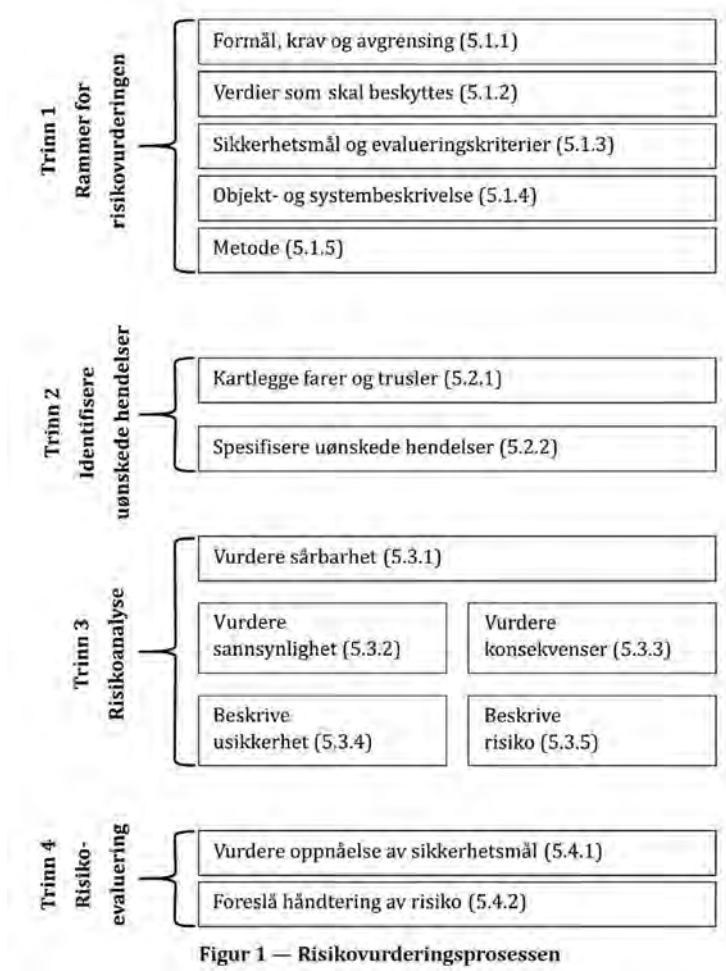 Trinn 1
Rammer for
risikovurderingen
Formål, krav og avgrensing (5.1.1)
Verdier som skal beskyttes (5.1.2)
Sikkerhetsmål og evalueringskriterier (5.1.3)
Objekt- og systembeskrivelse (5.1.4)
Metode (5.1.5)
Trinn 2
Identifisere
uønskede hendelser
Kartlegge farer og trusler (5.2.1)
Spesifisere uønskede hendelser (5.2.2)
Trinn 3
Risikoanalyse
Vurdere sårbarhet (5.3.1)
Vurdere
sannsynlighet (5.3.2)
Vurdere
konsekvenser (5.3.3)
Beskrive
usikkerhet (5.3.4)
Beskrive
risiko (5.3.5)
Trinn 4
Risiko-
evaluering
Vurdere oppnåelse av sikkerhetsmål (5.4.1)
Foreslå håndtering av risiko (5.4.2)
Figur 1 — Risikovurderingsprosessen